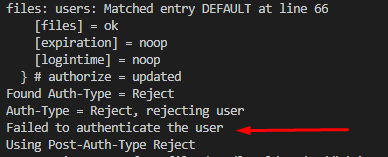 files: users: Matched entry DEFAULT at line 66
[files] = ok
[expiration] = noop
[logintime] = noop
} # authorize = updated
Found Auth-Type = Reject
Auth-Type = Reject, rejecting user
Failed to authenticate the user
Using Post-Auth-Type Reject